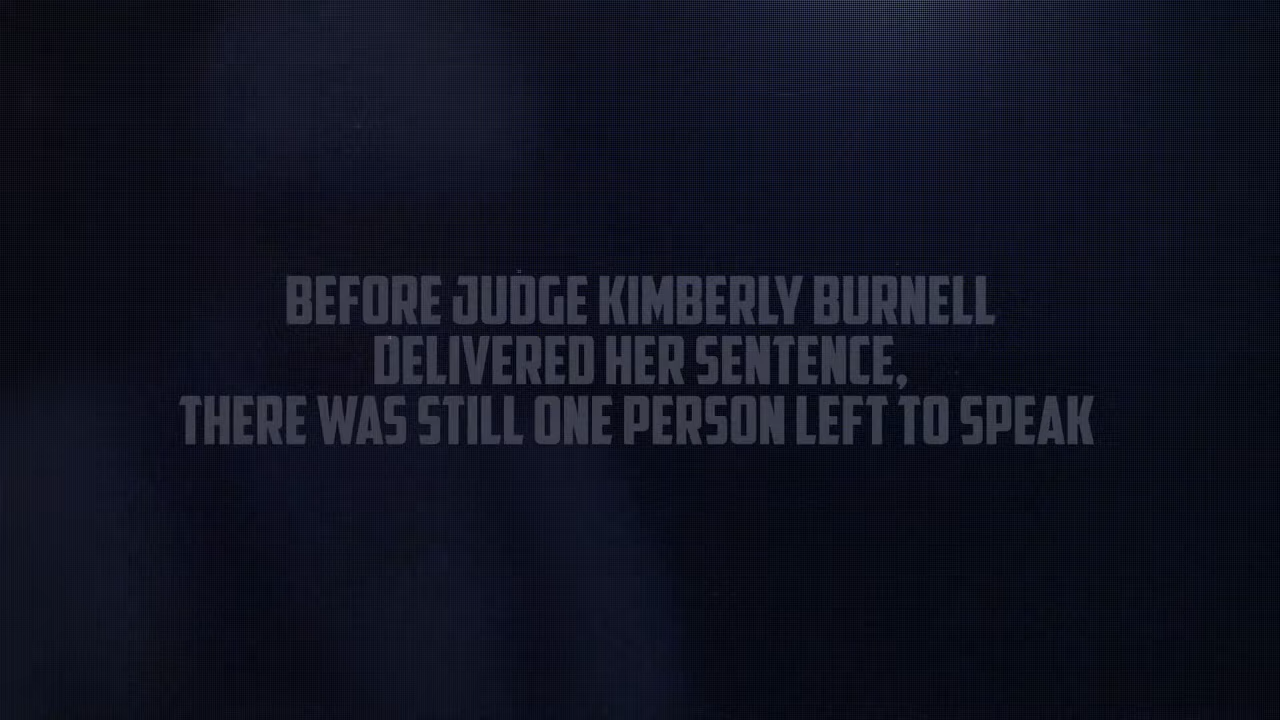 BEFORE JUDGE KIMBERLY BURNELL
DELIVERED HER SENTENCE,
THERE WAS STILL ONE PERSON LEFT TO SPEAK